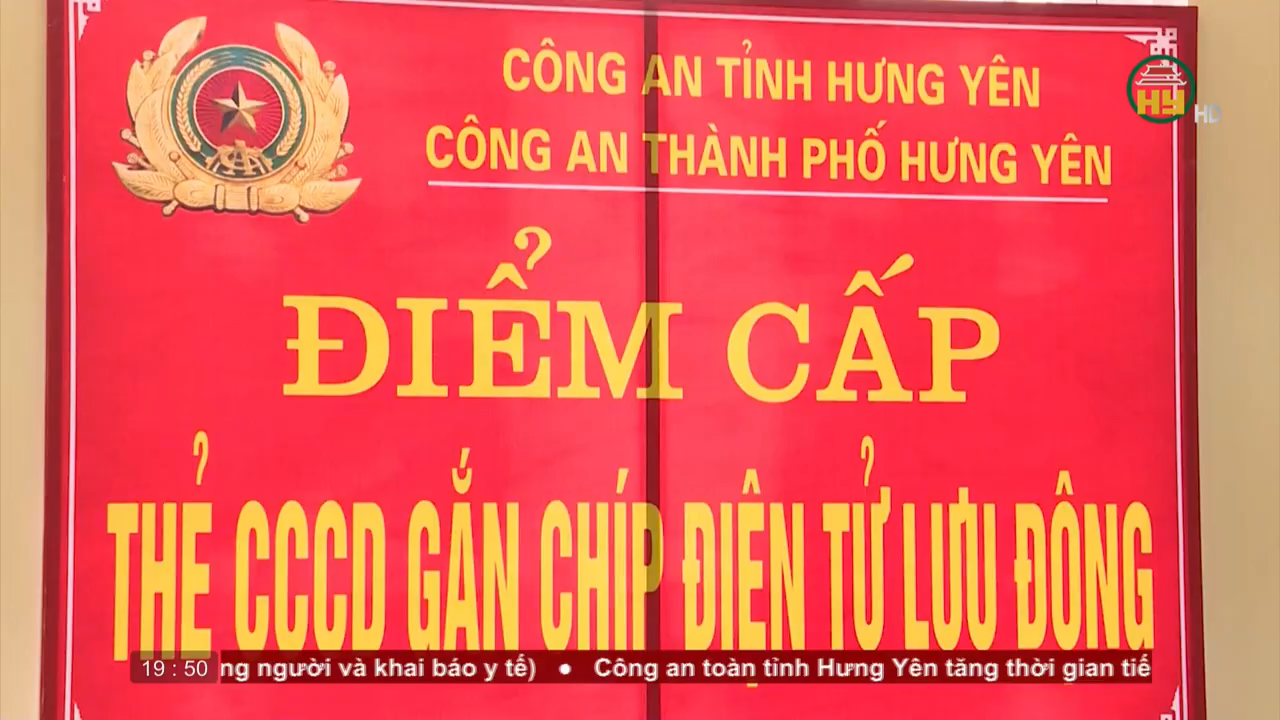 CÔNG AN TỈNH HƯNG YÊN
CÔNG AN THÀNH PHỐ HƯNG YÊN
HY HD
ĐIỂM CẤP
THẺ CCCD GẮN CHÍP ĐIỆN TỬ LƯU ĐỘNG
19 : 50 ng người và khai báo y tế) • Công an toàn tỉnh Hưng Yên tăng thời gian tiế